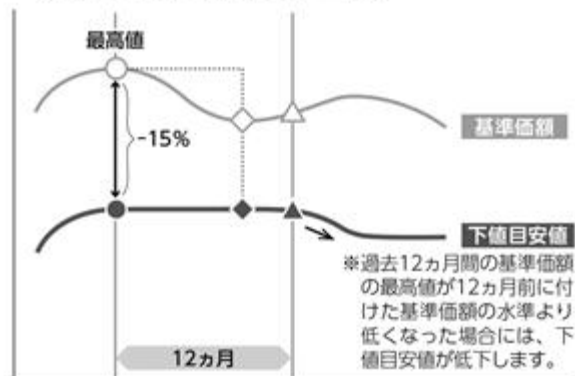 最高値
-15%
基準価額
下値目安値
※過去12ヵ月間の基準価額
の最高値が12ヵ月前に付
けた基準価額の水準より
低くなった場合には、下
値目安値が低下します。
12ヵ月